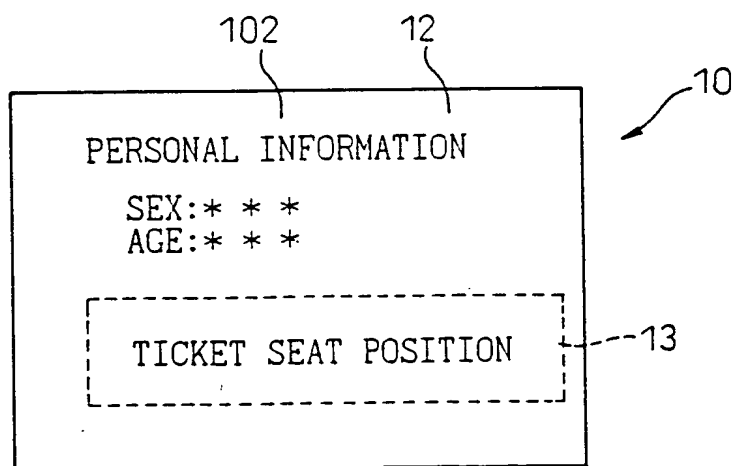 102 12
10
PERSONAL INFORMATION
SEX:* * *
AGE:* * *
TICKET SEAT POSITION
13